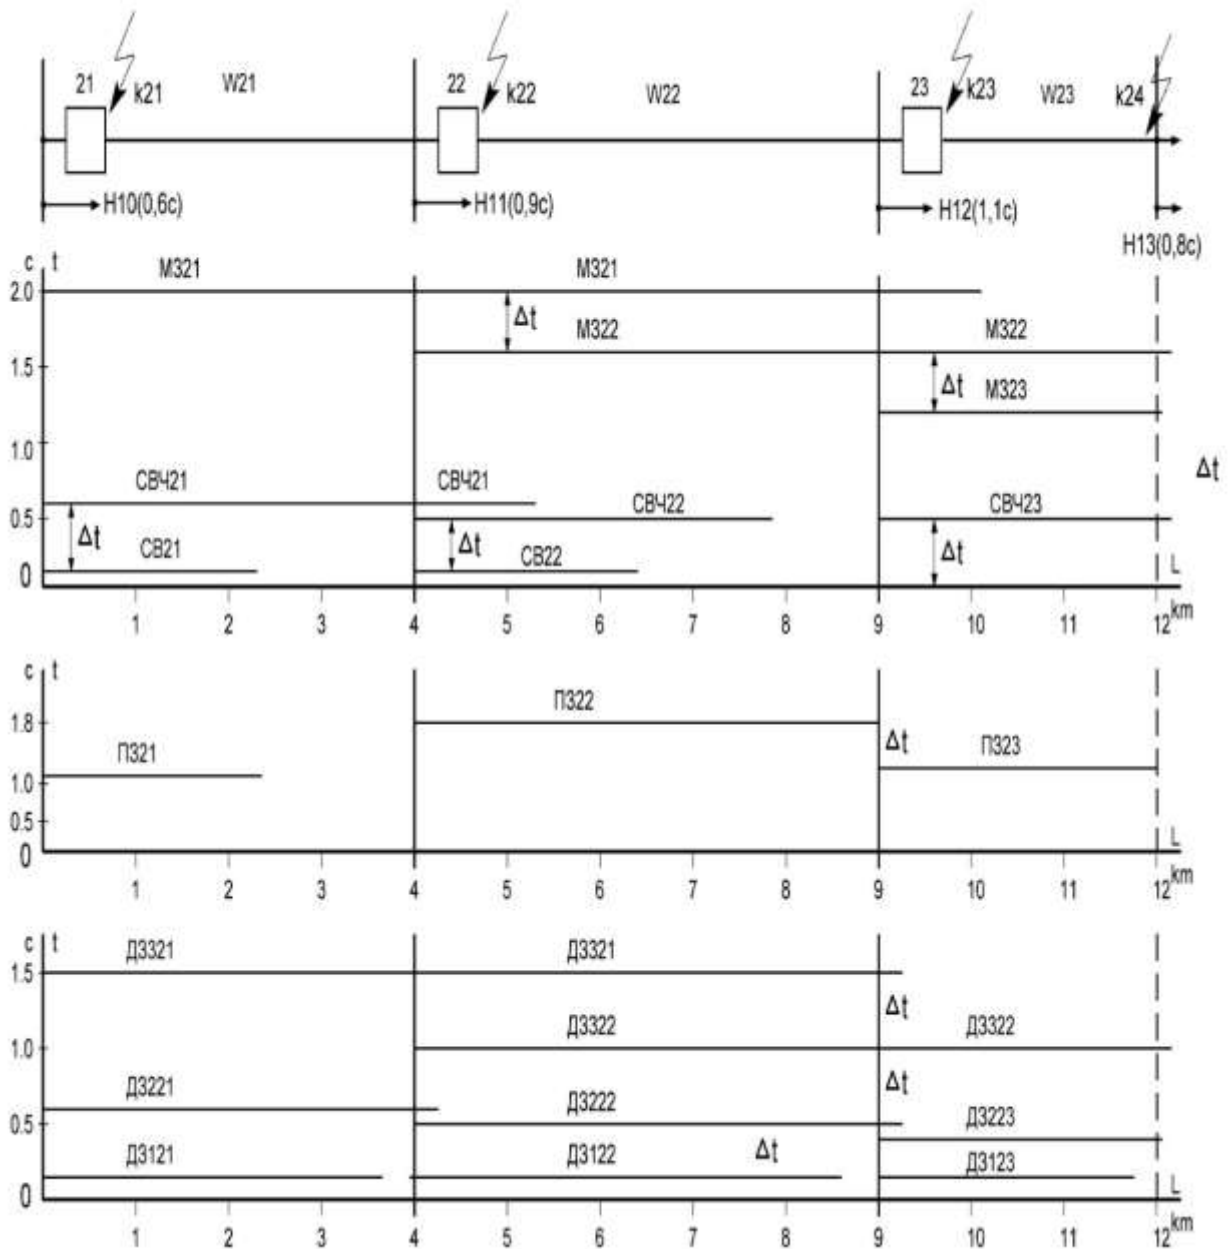 21 k21 W21 22 k22 W22 23 k23 W23 k24
H10(0,6c) H11(0,9c) H12(1,1c)
H13(0,8c)
c t
МЗ21 МЗ21
2.0
Δt
МЗ22 МЗ22
1.5
Δt
МЗ23
1.0
СВЧ21 СВЧ21 СВЧ22 СВЧ23 Δt
0.5
Δt СВ21 Δt СВ22 Δt
0 L
1 2 3 4 5 6 7 8 9 10 11 12 km
c t
1.8 ПЗ22
ПЗ21 Δt ПЗ23
1.0
0.5
0 L
1 2 3 4 5 6 7 8 9 10 11 12 km
c t
ДЗ321 ДЗ321
1.5
Δt
ДЗ322 ДЗ322
1.0
Δt
ДЗ221 ДЗ222
0.5 ДЗ223
ДЗ121 ДЗ122 Δt ДЗ123
0 L
1 2 3 4 5 6 7 8 9 10 11 12 km